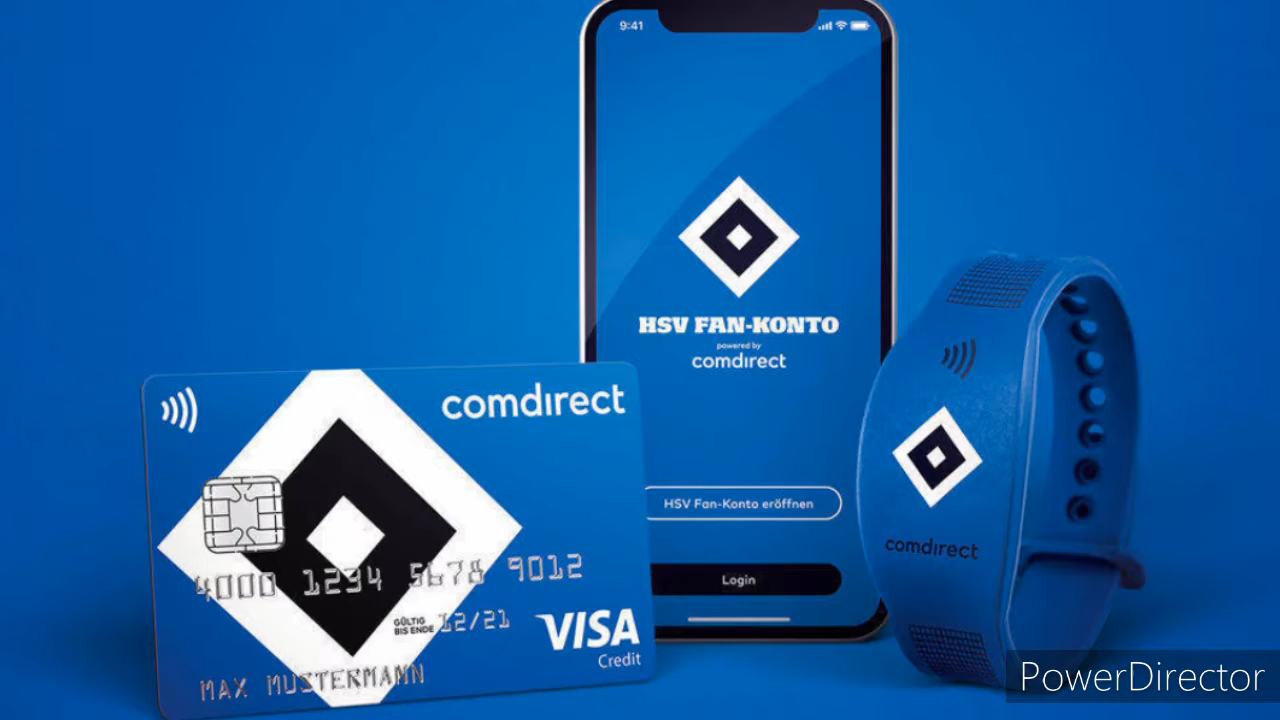 9:41
HSV FAN-KONTO
powered by
comdirect
HSV Fan-Konto eröffnen
Login
comdirect
4000 1234 5678 9012
GÜLTIG
BIS ENDE 12/21
VISA
Credit
MAX MUSTERMANN
comdirect
PowerDirector